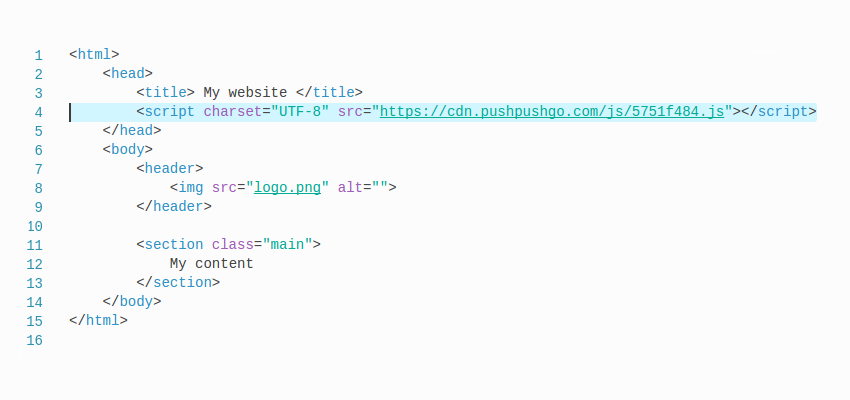 1 <html>
2     <head>
3         <title> My website </title>
4         <script charset="UTF-8" src="https://cdn.pushpushgo.com/js/5751f484.js"></script>
5     </head>
6     <body>
7         <header>
8             <img src="logo.png" alt="">
9         </header>
10
11         <section class="main">
12             My content
13         </section>
14     </body>
15 </html>
16